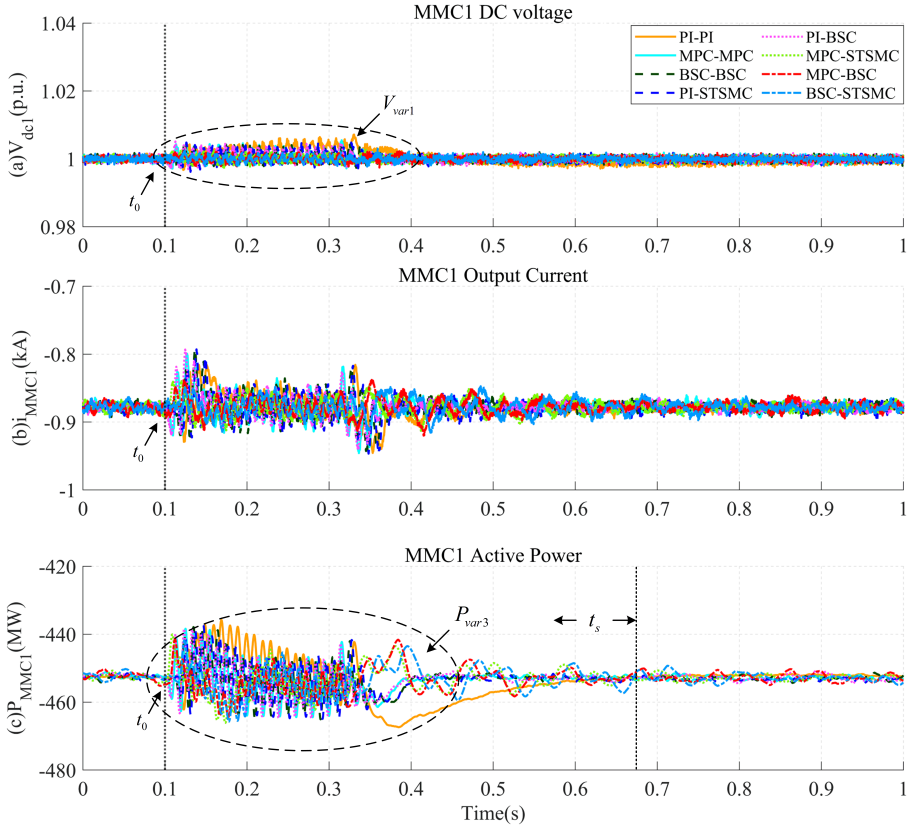 MMC1 DC voltage
(a)V_dc1(p.u.)
1.04
1.02
1
0.98
PI-PI
PI-BSC
MPC-MPC
MPC-STSMC
BSC-BSC
MPC-BSC
PI-STSMC
BSC-STSMC
V_var1
t_0
0 0.1 0.2 0.3 0.4 0.5 0.6 0.7 0.8 0.9 1
MMC1 Output Current
(b)i_MMC1(kA)
-0.7
-0.8
-0.9
-1
t_0
0 0.1 0.2 0.3 0.4 0.5 0.6 0.7 0.8 0.9 1
MMC1 Active Power
(c)P_MMC1(MW)
-420
-440
-460
-480
P_var3
t_s
t_0
0 0.1 0.2 0.3 0.4 0.5 0.6 0.7 0.8 0.9 1
Time(s)